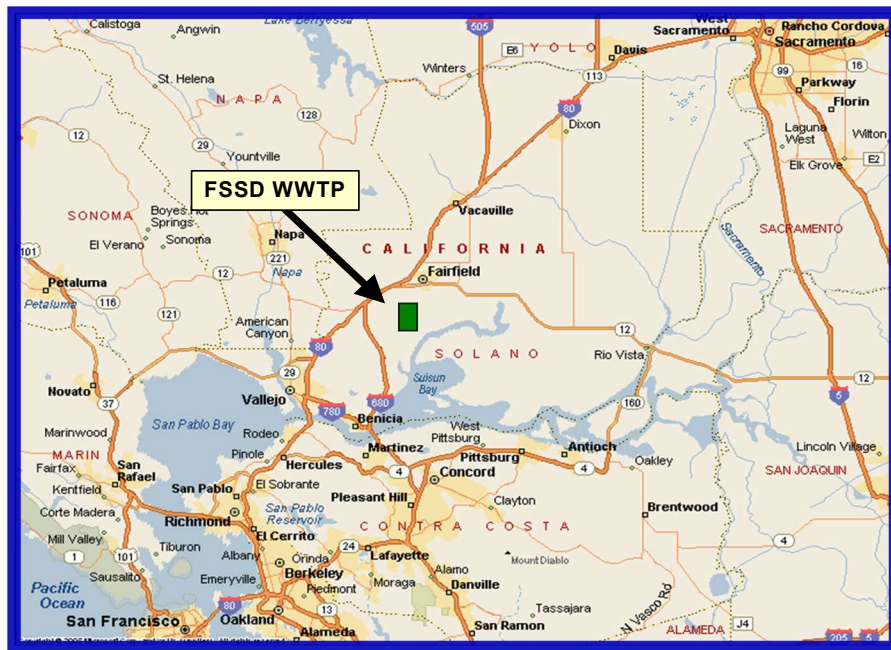 Lake Berryessa
Calistoga
Angwin
505
West
Sacramento
Rancho Cordova
Sacramento
E6
YOLO
Davis
Winters
113
99
16
St. Helena
Parkway
NAPA
80
Florin
128
Dixon
12
29
Laguna
West
Wilton
Yountville
Elk Grove
E2
FSSD WWTP
Vacaville
SONOMA
Boyes Hot
Springs
Napa
SACRAMENTO
El Verano
Sonoma
CALIFORNIA
Sacramento
101
221
Petaluma
12
Napa
Fairfield
Petaluma
116
121
American
Canyon
12
80
SOLANO
Rio Vista
29
Suisun
Bay
12
Novato
Vallejo
680
37
780
160
5
San Pablo Bay
Benicia
Marinwood
Rodeo
West
Pittsburg
MARIN
Pinole
Martinez
Antioch
Lincoln Village
Fairfax
San
Rafael
Hercules
4
Pittsburg
4
Oakley
SAN JOAQUIN
Kentfield
San Pablo
El Sobrante
Concord
Corte Madera
Pleasant Hill
Clayton
Brentwood
Richmond
San Pablo
Reservoir
CONTRA COSTA
Mill Valley
El Cerrito
1
101
Tiburon
Albany
Orinda
24
Lafayette
Mount Diablo
4
Sausalito
Berkeley
Alamo
Emeryville
Moraga
Danville
Pacific
Ocean
Piedmont
N Vasco Rd
80
Oakland
13
Tassajara
San Francisco
San Ramon
Alameda
ALAMEDA
J4
205
5